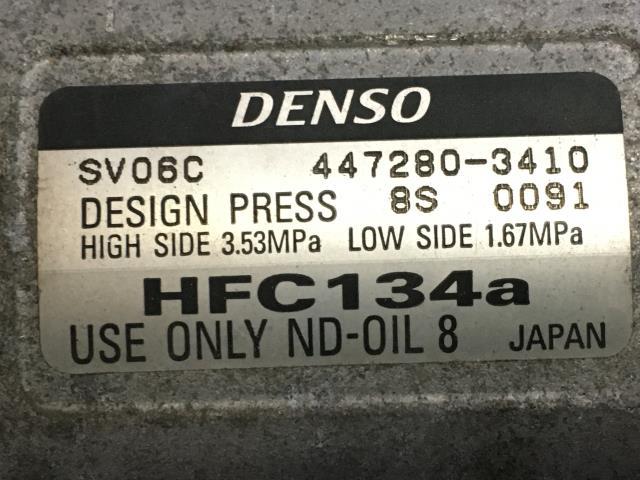 DENSO
SV06C 447280-3410
DESIGN PRESS 8S 0091
HIGH SIDE 3.53MPa LOW SIDE 1.67MPa
HFC134a
USE ONLY ND-OIL 8 JAPAN